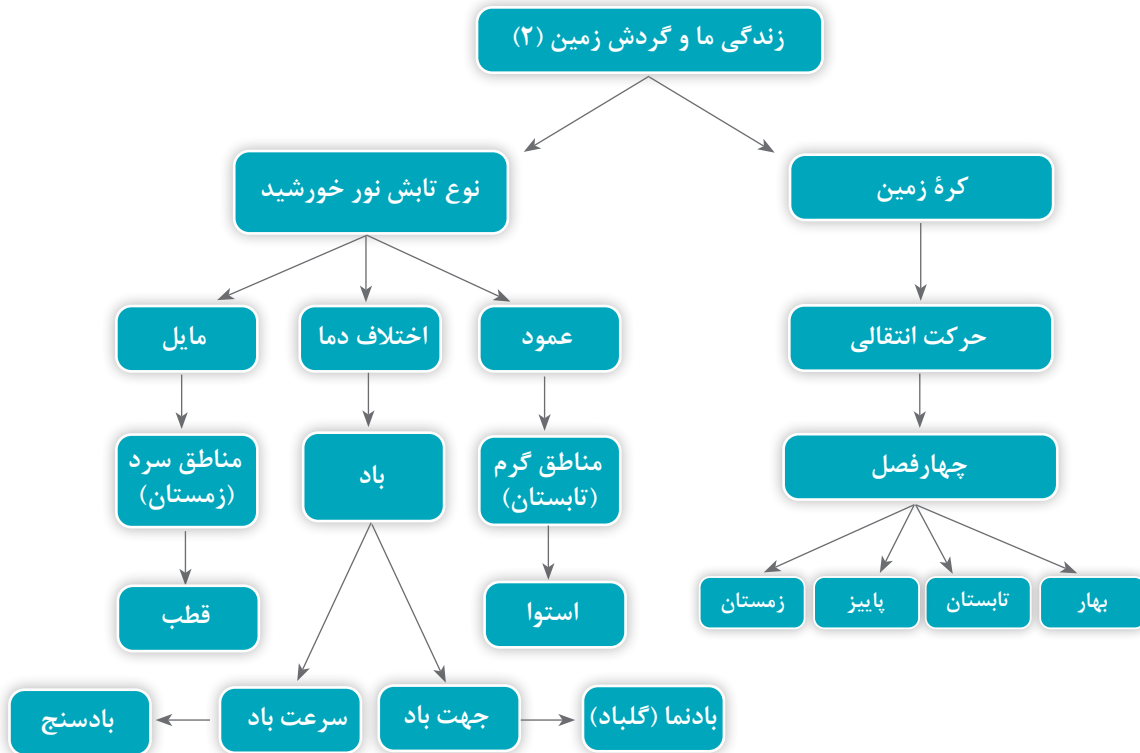 زندگی ما و گردش زمین (۲)
کرهٔ زمین
نوع تابش نور خورشید
حرکت انتقالی
عمود
اختلاف دما
مایل
چهارفصل
مناطق گرم
(تابستان)
باد
مناطق سرد
(زمستان)
بهار
تابستان
پاییز
زمستان
استوا
قطب
بادنما (گلباد)
جهت باد
سرعت باد
بادسنج